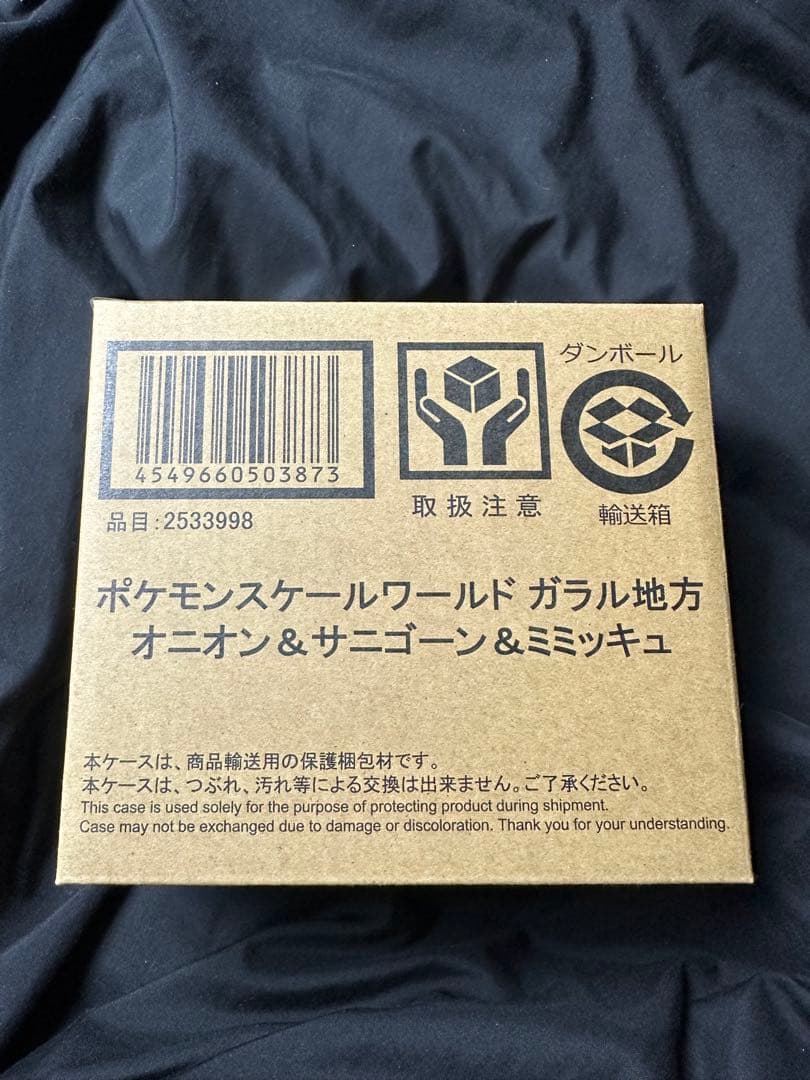 4549660503873
品目:2533998
取扱注意
ダンボール
輸送箱
ポケモンスケールワールド ガラル地方
オニオン＆サニゴーン＆ミミッキュ
本ケースは、商品輸送用の保護梱包材です。
本ケースは、つぶれ、汚れ等による交換は出来ません。ご了承ください。
This case is used solely for the purpose of protecting product during shipment.
Case may not be exchanged due to damage or discoloration. Thank you for your understanding.